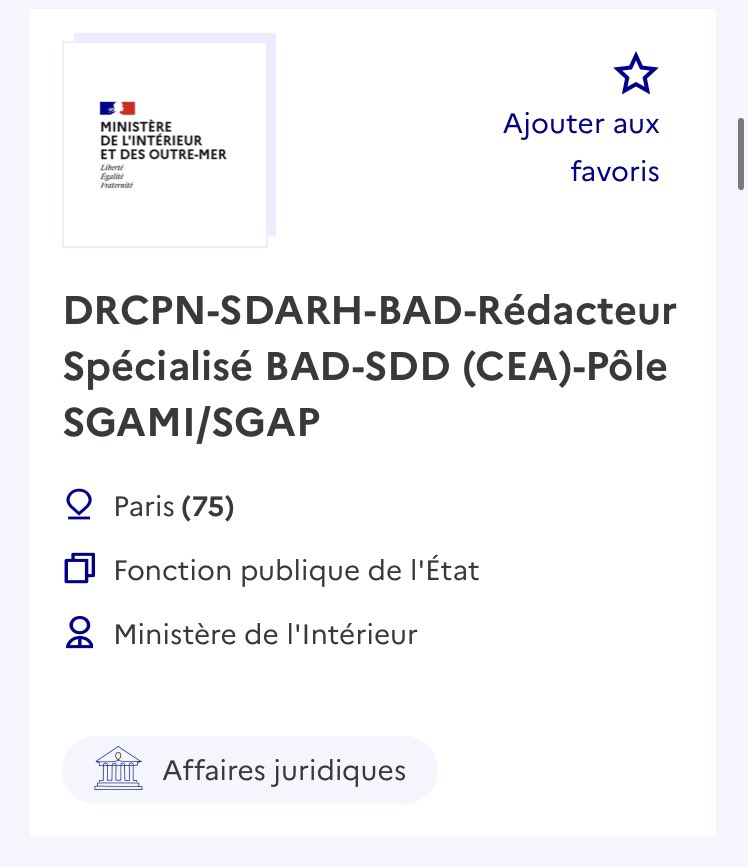 MINISTÈRE
DE L'INTÉRIEUR
ET DES OUTRE-MER
Liberté
Égalité
Fraternité
Ajouter aux
favoris
DRCPN-SDARH-BAD-Rédacteur
Spécialisé BAD-SDD (CEA)-Pôle
SGAMI/SGAP
Paris (75)
Fonction publique de l'État
Ministère de l'Intérieur
Affaires juridiques